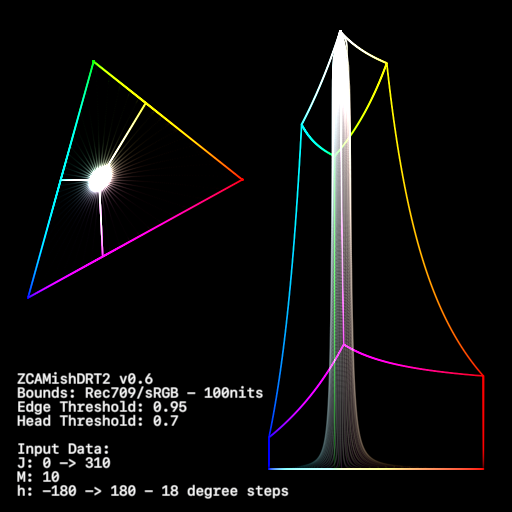 ZCAMishDRT2 v0.6
Bounds: Rec709/sRGB - 100nits
Edge Threshold: 0.95
Head Threshold: 0.7
Input Data:
J: 0 -> 310
M: 10
h: -180 -> 180 - 18 degree steps